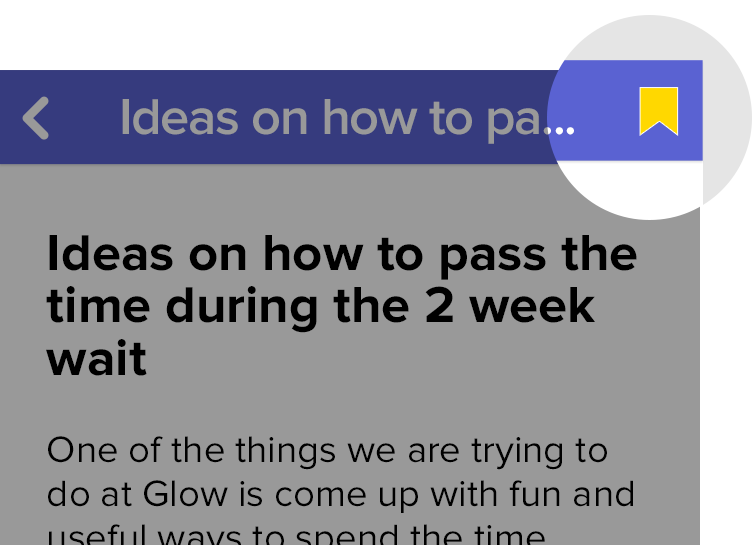 Ideas on how to pa...
Ideas on how to pass the
time during the 2 week
wait
One of the things we are trying to
do at Glow is come up with fun and
useful ways to spend the time